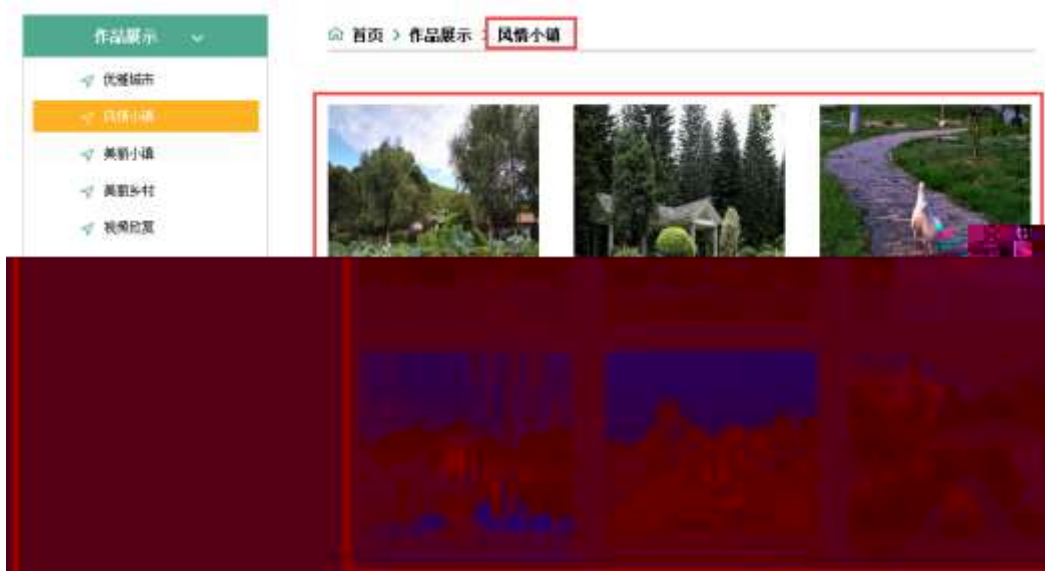 作品展示
首页 > 作品展示 > 风情小镇
优雅城市
风情小镇
美丽小镇
美丽乡村
视频欣赏